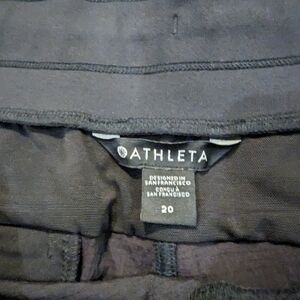 ATHLETA
DESIGNED IN
SAN FRANCISCO
CONÇU À
SAN FRANCISCO
20